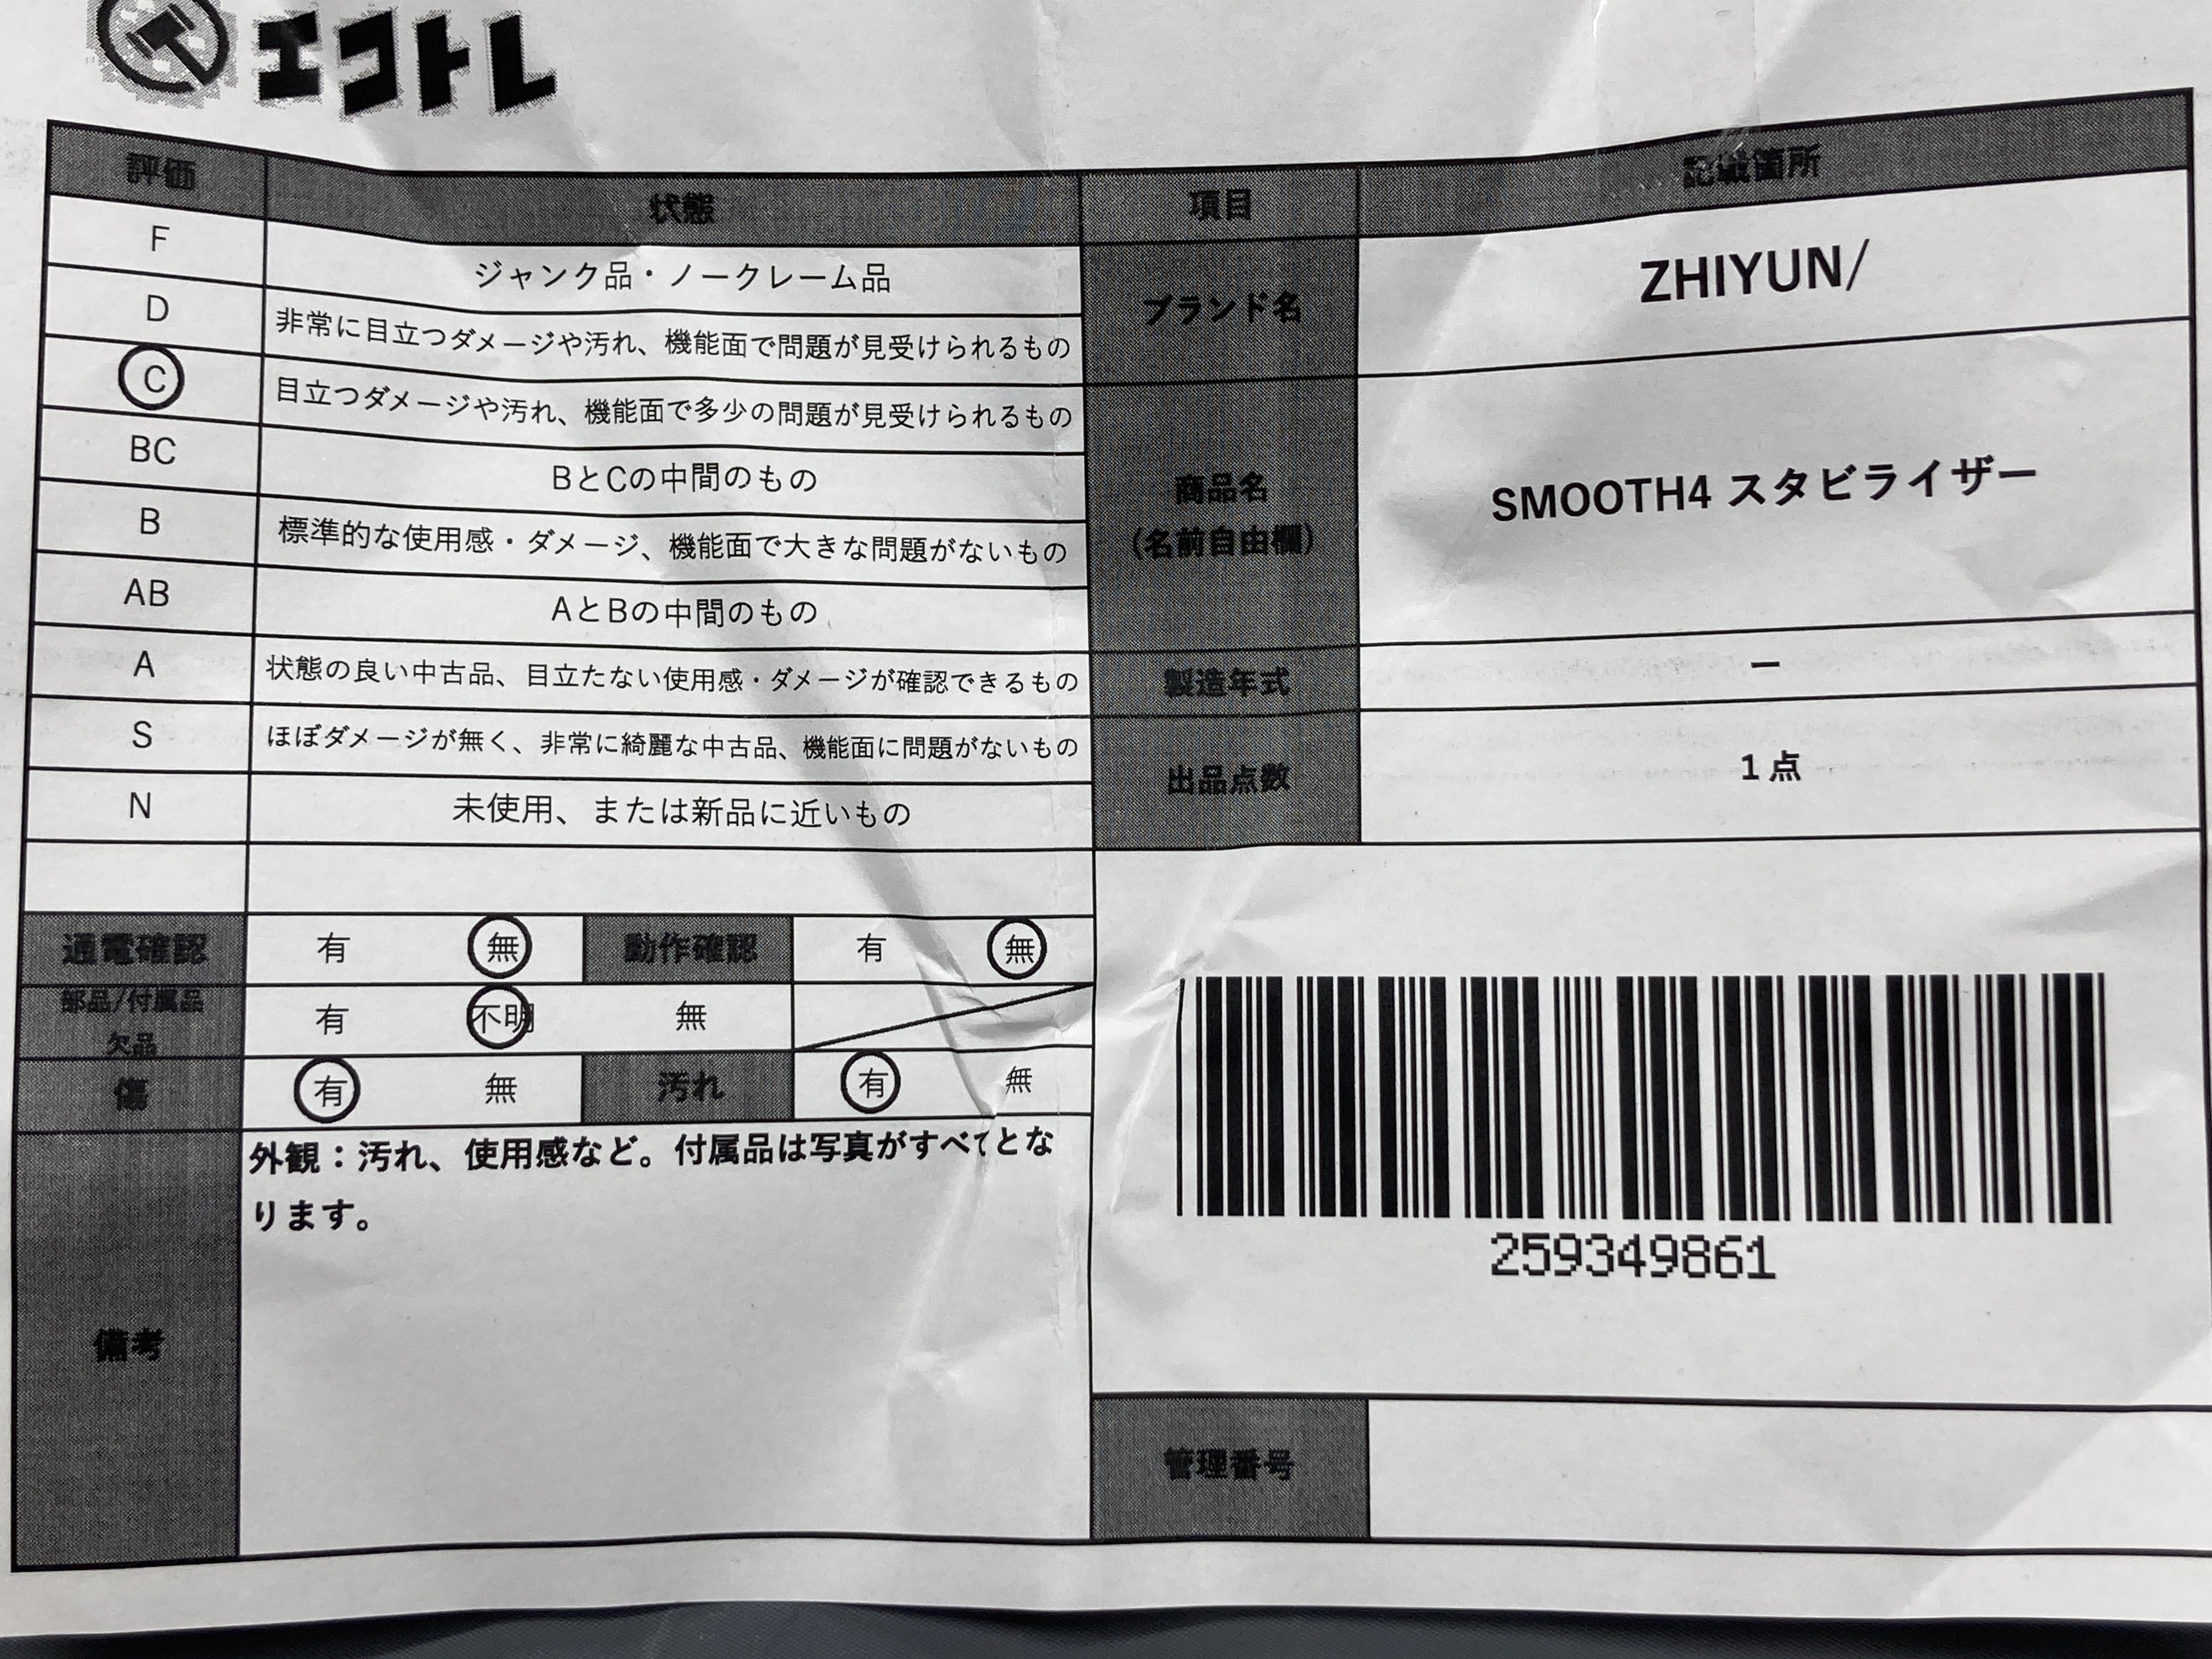 エコトレ
評価 状態
F ジャンク品・ノークレーム品
D 非常に目立つダメージや汚れ、機能面で問題が見受けられるもの
C 目立つダメージや汚れ、機能面で多少の問題が見受けられるもの
BC BとCの中間のもの
B 標準的な使用感・ダメージ、機能面で大きな問題がないもの
AB AとBの中間のもの
A 状態の良い中古品、目立たない使用感・ダメージが確認できるもの
S ほぼダメージが無く、非常に綺麗な中古品、機能面に問題がないもの
N 未使用、または新品に近いもの
通電確認 有 無 動作確認 有 無
部品/付属品
欠品
有 不明 無
傷 有 無 汚れ 有 無
備考
外観：汚れ、使用感など。付属品は写真がすべてとな
ります。
項目 記載箇所
ブランド名 ZHIYUN/
商品名
(名前自由欄)
SMOOTH4 スタビライザー
製造年式 ー
出品点数 1点
259349861
管理番号